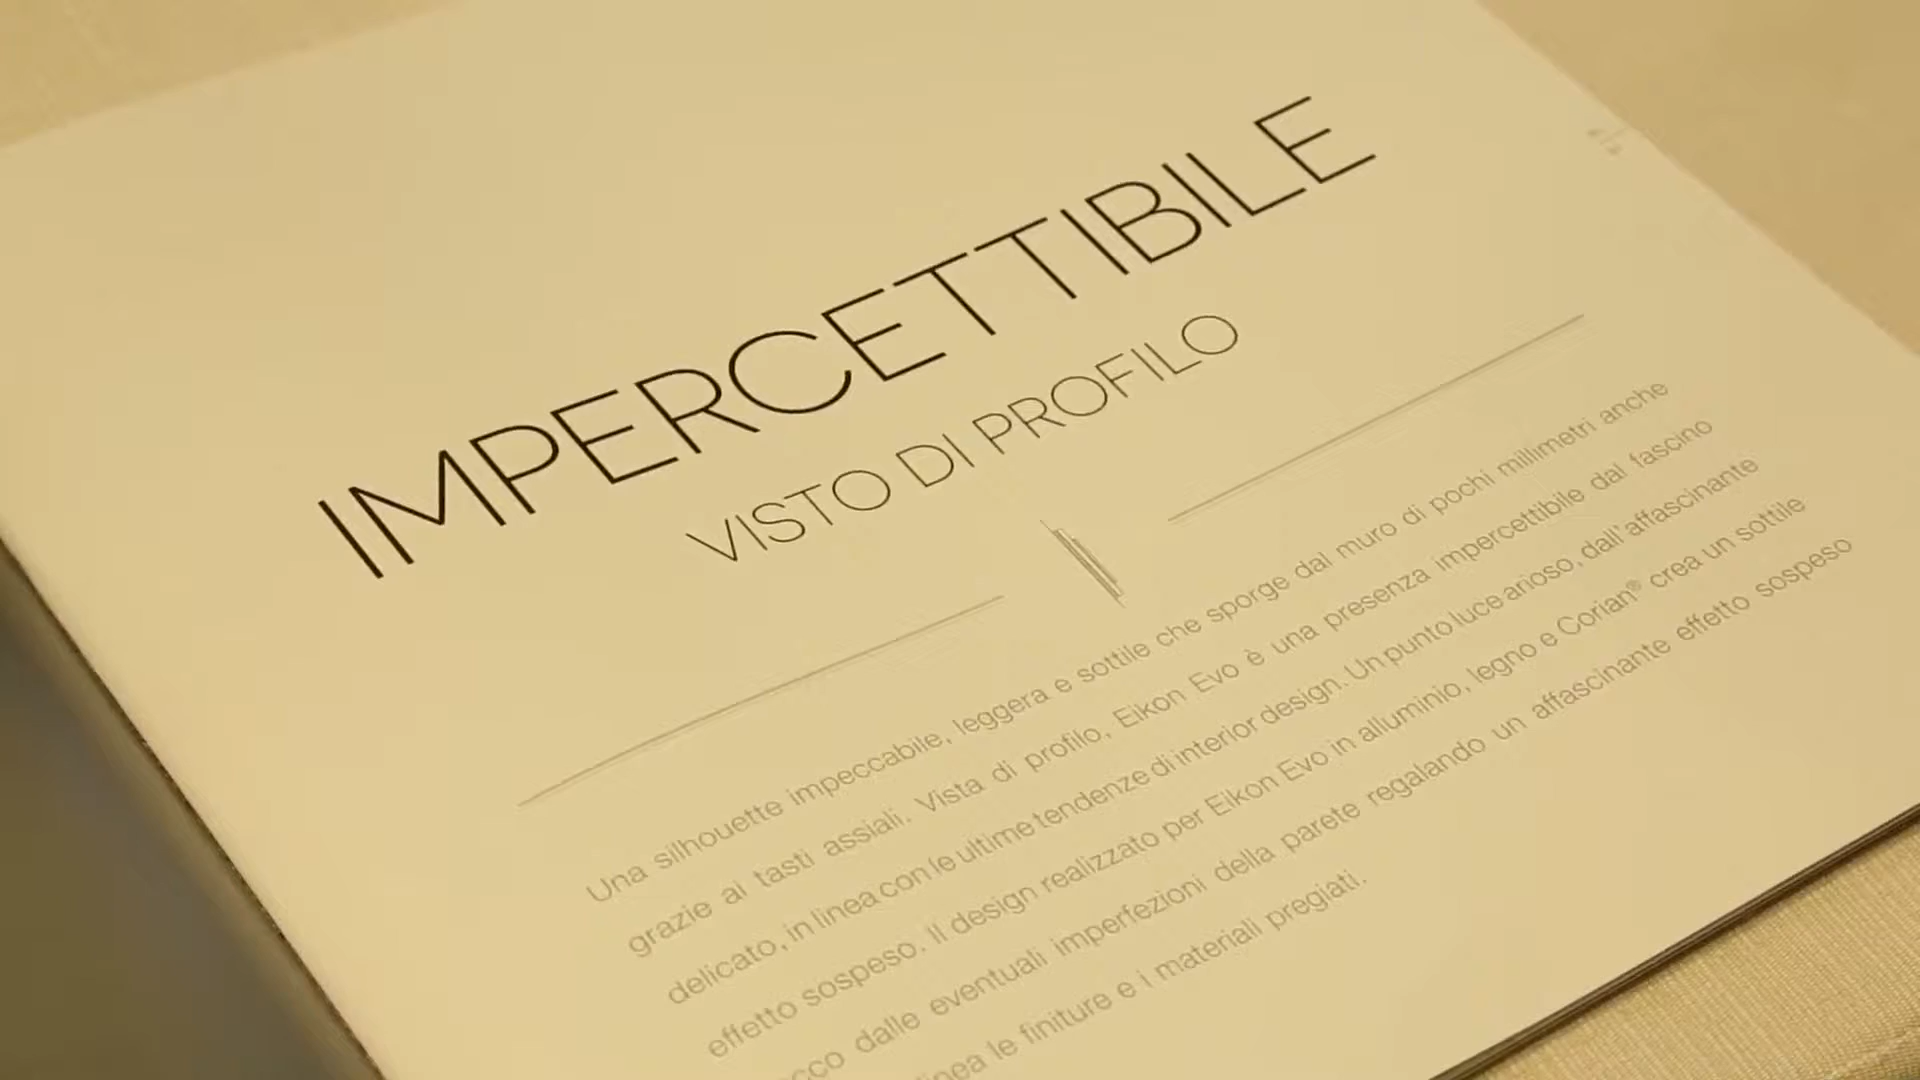 IMPERCETTIBILE
VISTO DI PROFILO
Una silhouette impeccabile, leggera e sottile che sporge dal muro di pochi millimetri anche
grazie ai tasti assiali. Vista di profilo, Eikon Evo è una presenza impercettibile dal fascino
delicato, in linea con le ultime tendenze di interior design. Un punto luce arioso, dall'affascinante
effetto sospeso. Il design realizzato per Eikon Evo in alluminio, legno e Corian® crea un sottile
dalle eventuali imperfezioni della parete regalando un affascinante effetto sospeso
le finiture e i materiali pregiati.